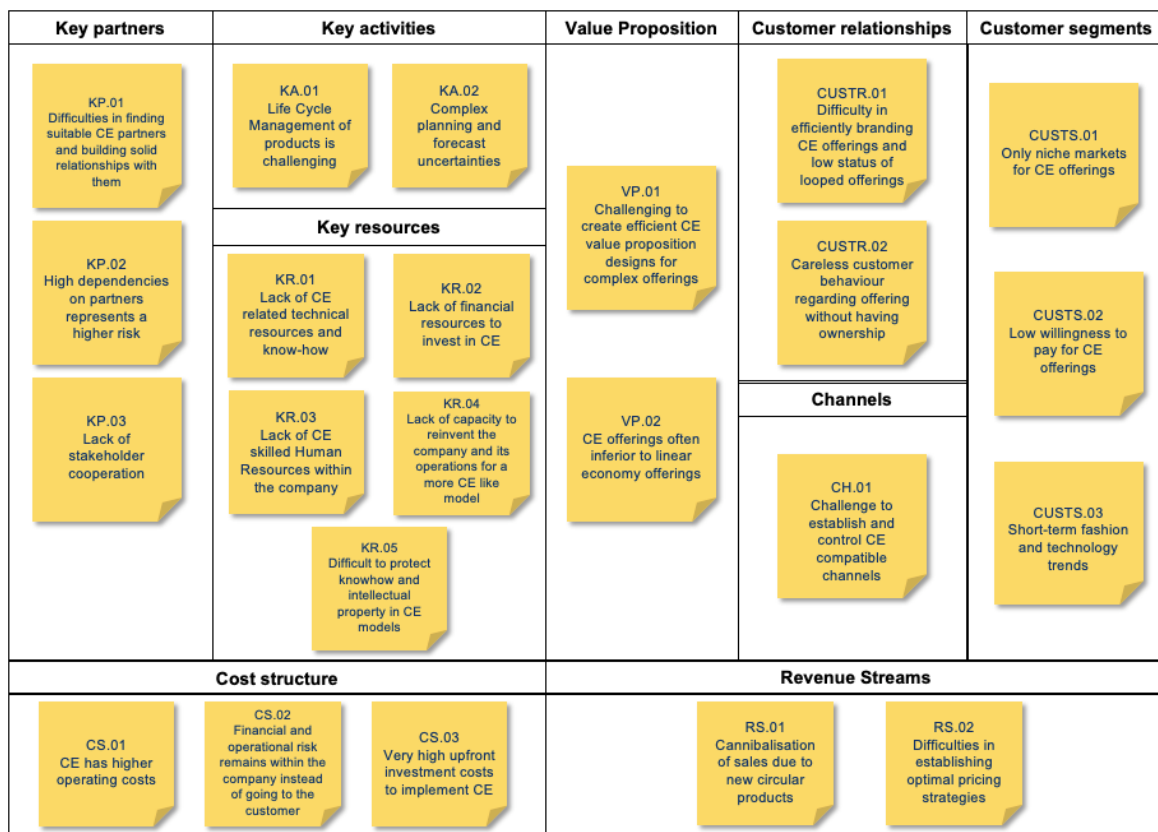 Key partners
KP.01
Difficulties in finding
suitable CE partners
and building solid
relationships with
them
KP.02
High dependencies
on partners
represents a
higher risk
KP.03
Lack of
stakeholder
cooperation
Key activities
KA.01
Life Cycle
Management of
products is
challenging
KA.02
Complex
planning and
forecast
uncertainties
Key resources
KR.01
Lack of CE
related technical
resources and
know-how
KR.02
Lack of financial
resources to
invest in CE
KR.03
Lack of CE
skilled Human
Resources within
the company
KR.04
Lack of capacity to
reinvent the
company and its
operations for a
more CE like
model
KR.05
Difficult to protect
knowhow and
intellectual
property in CE
models
Value Proposition
VP.01
Challenging to
create efficient CE
value proposition
designs for
complex offerings
VP.02
CE offerings often
inferior to linear
economy offerings
Customer relationships
CUSTR.01
Difficulty in
efficiently branding
CE offerings and
low status of
looped offerings
CUSTR.02
Careless customer
behaviour
regarding offering
without having
ownership
Channels
CH.01
Challenge to
establish and
control CE
compatible
channels
Customer segments
CUSTS.01
Only niche markets
for CE offerings
CUSTS.02
Low willingness to
pay for CE
offerings
CUSTS.03
Short-term fashion
and technology
trends
Cost structure
CS.01
CE has higher
operating costs
CS.02
Financial and
operational risk
remains within the
company instead
of going to the
customer
CS.03
Very high upfront
investment costs
to implement CE
Revenue Streams
RS.01
Cannibalisation
of sales due to
new circular
products
RS.02
Difficulties in
establishing
optimal pricing
strategies